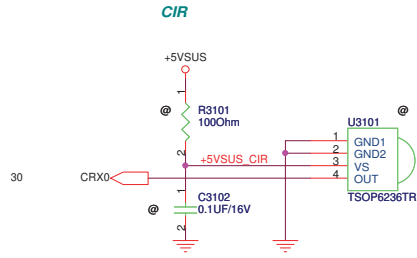 CIR
+5VSUS
1
@
R3101
100Ohm
2
+5VSUS_CIR
30
CRX0
1
@
C3102
0.1UF/16V
2
@
U3101
1
GND1
2
GND2
3
VS
4
OUT
TSOP6236TR